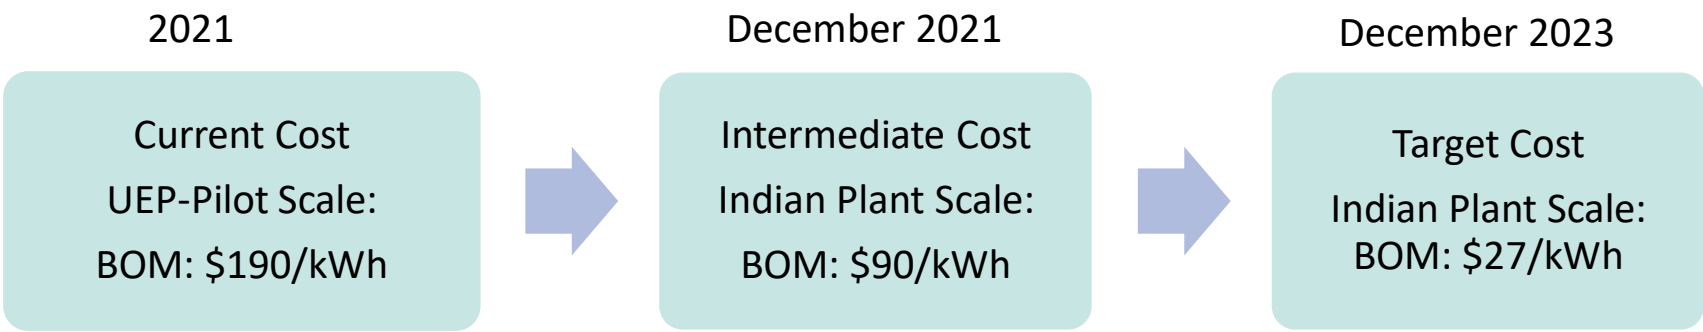 2021
Current Cost
UEP-Pilot Scale:
BOM: $190/kWh
December 2021
Intermediate Cost
Indian Plant Scale:
BOM: $90/kWh
December 2023
Target Cost
Indian Plant Scale:
BOM: $27/kWh